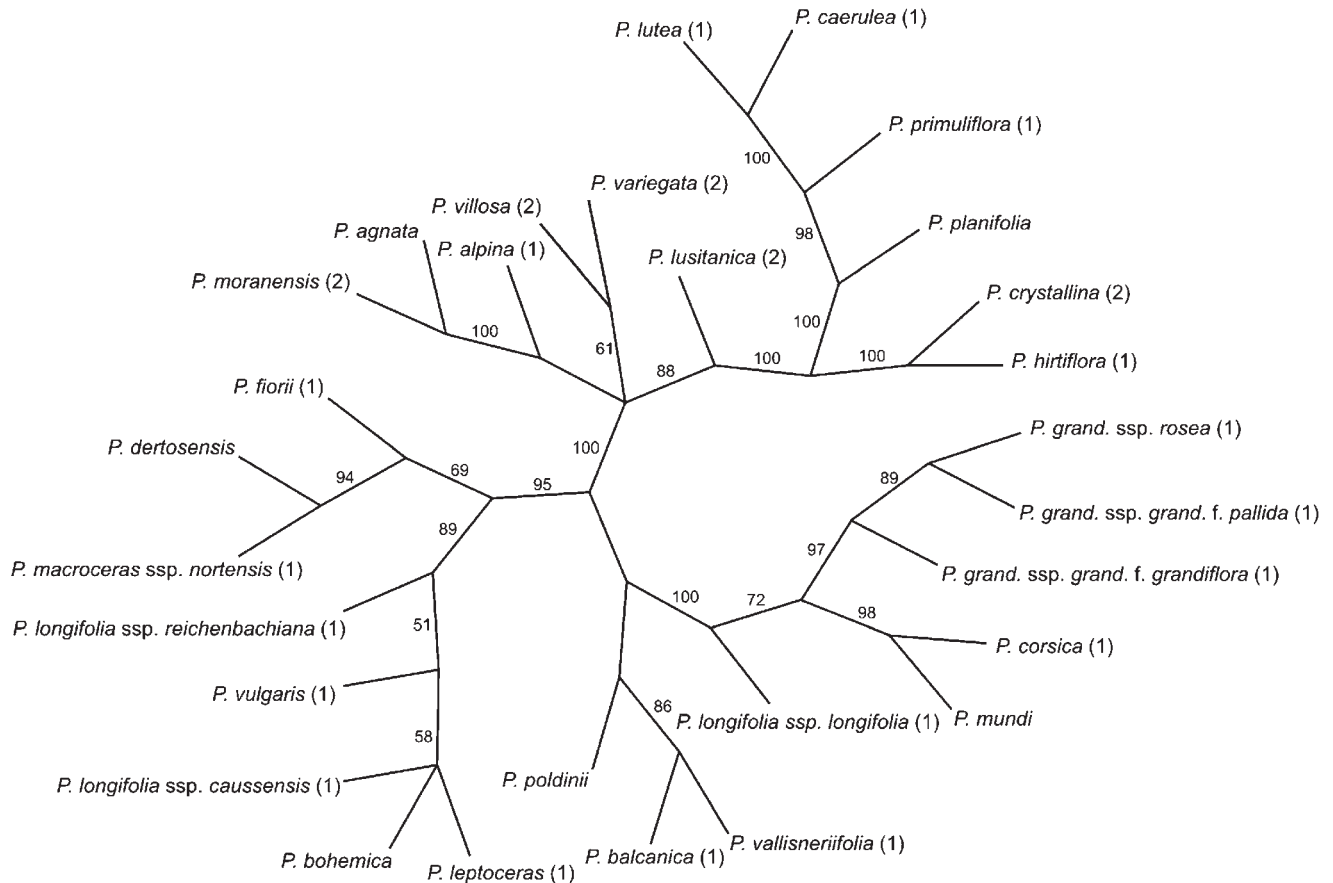 P. caerulea (1)
P. lutea (1)
P. primuliflora (1)
100
P. variegata (2)
P. villosa (2)
P. agnata
P. planifolia
98
P. alpina (1)
P. lusitanica (2)
P. moranensis (2)
P. crystallina (2)
100
100
61
100
100
P. hirtiflora (1)
88
P. fiorii (1)
P. grand. ssp. rosea (1)
P. dertosensis
100
69
94
95
89
P. grand. ssp. grand. f. pallida (1)
89
97
P. macroceras ssp. nortensis (1)
P. grand. ssp. grand. f. grandiflora (1)
100
72
98
P. longifolia ssp. reichenbachiana (1)
51
P. corsica (1)
P. vulgaris (1)
86
P. longifolia ssp. longifolia (1)
P. mundi
58
P. longifolia ssp. caussensis (1)
P. poldinii
P. vallisneriifolia (1)
P. bohemica
P. balcanica (1)
P. leptoceras (1)